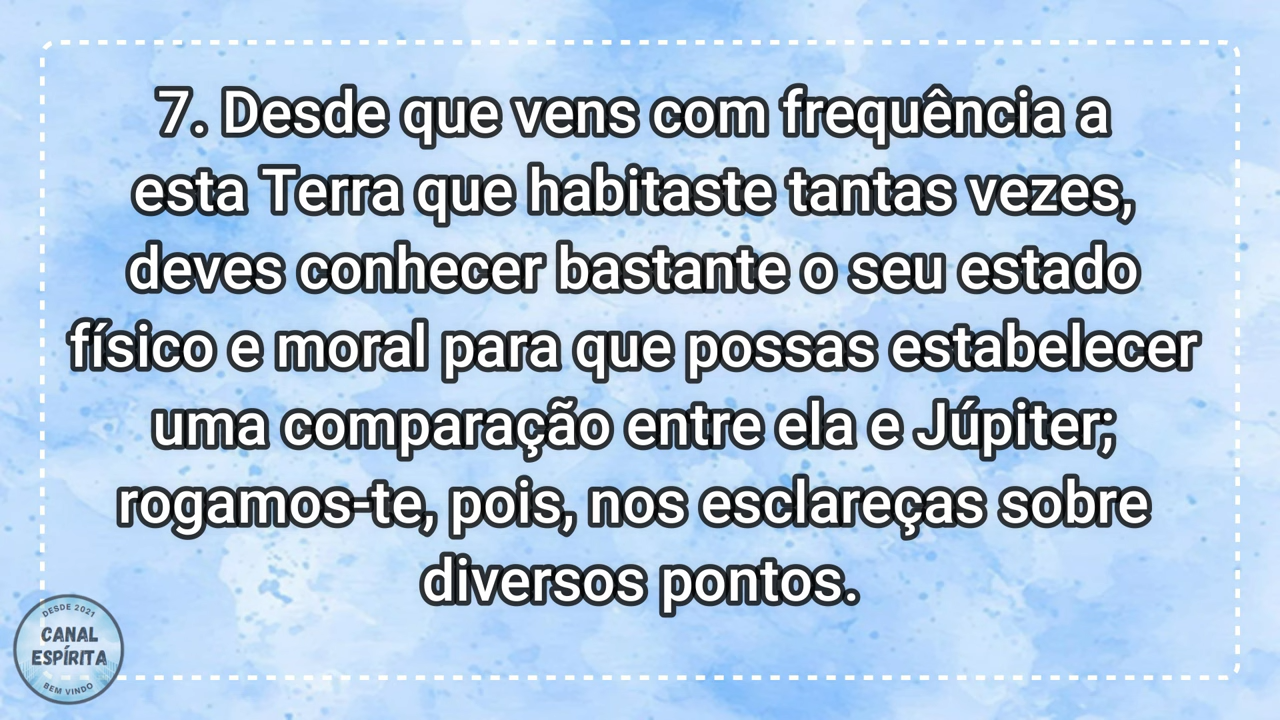 7. Desde que vens com frequência a
esta Terra que habitaste tantas vezes,
deves conhecer bastante o seu estado
físico e moral para que possas estabelecer
uma comparação entre ela e Júpiter;
rogamos-te, pois, nos esclareças sobre
diversos pontos.
DESDE 2021
CANAL
ESPÍRITA
BEM VINDO